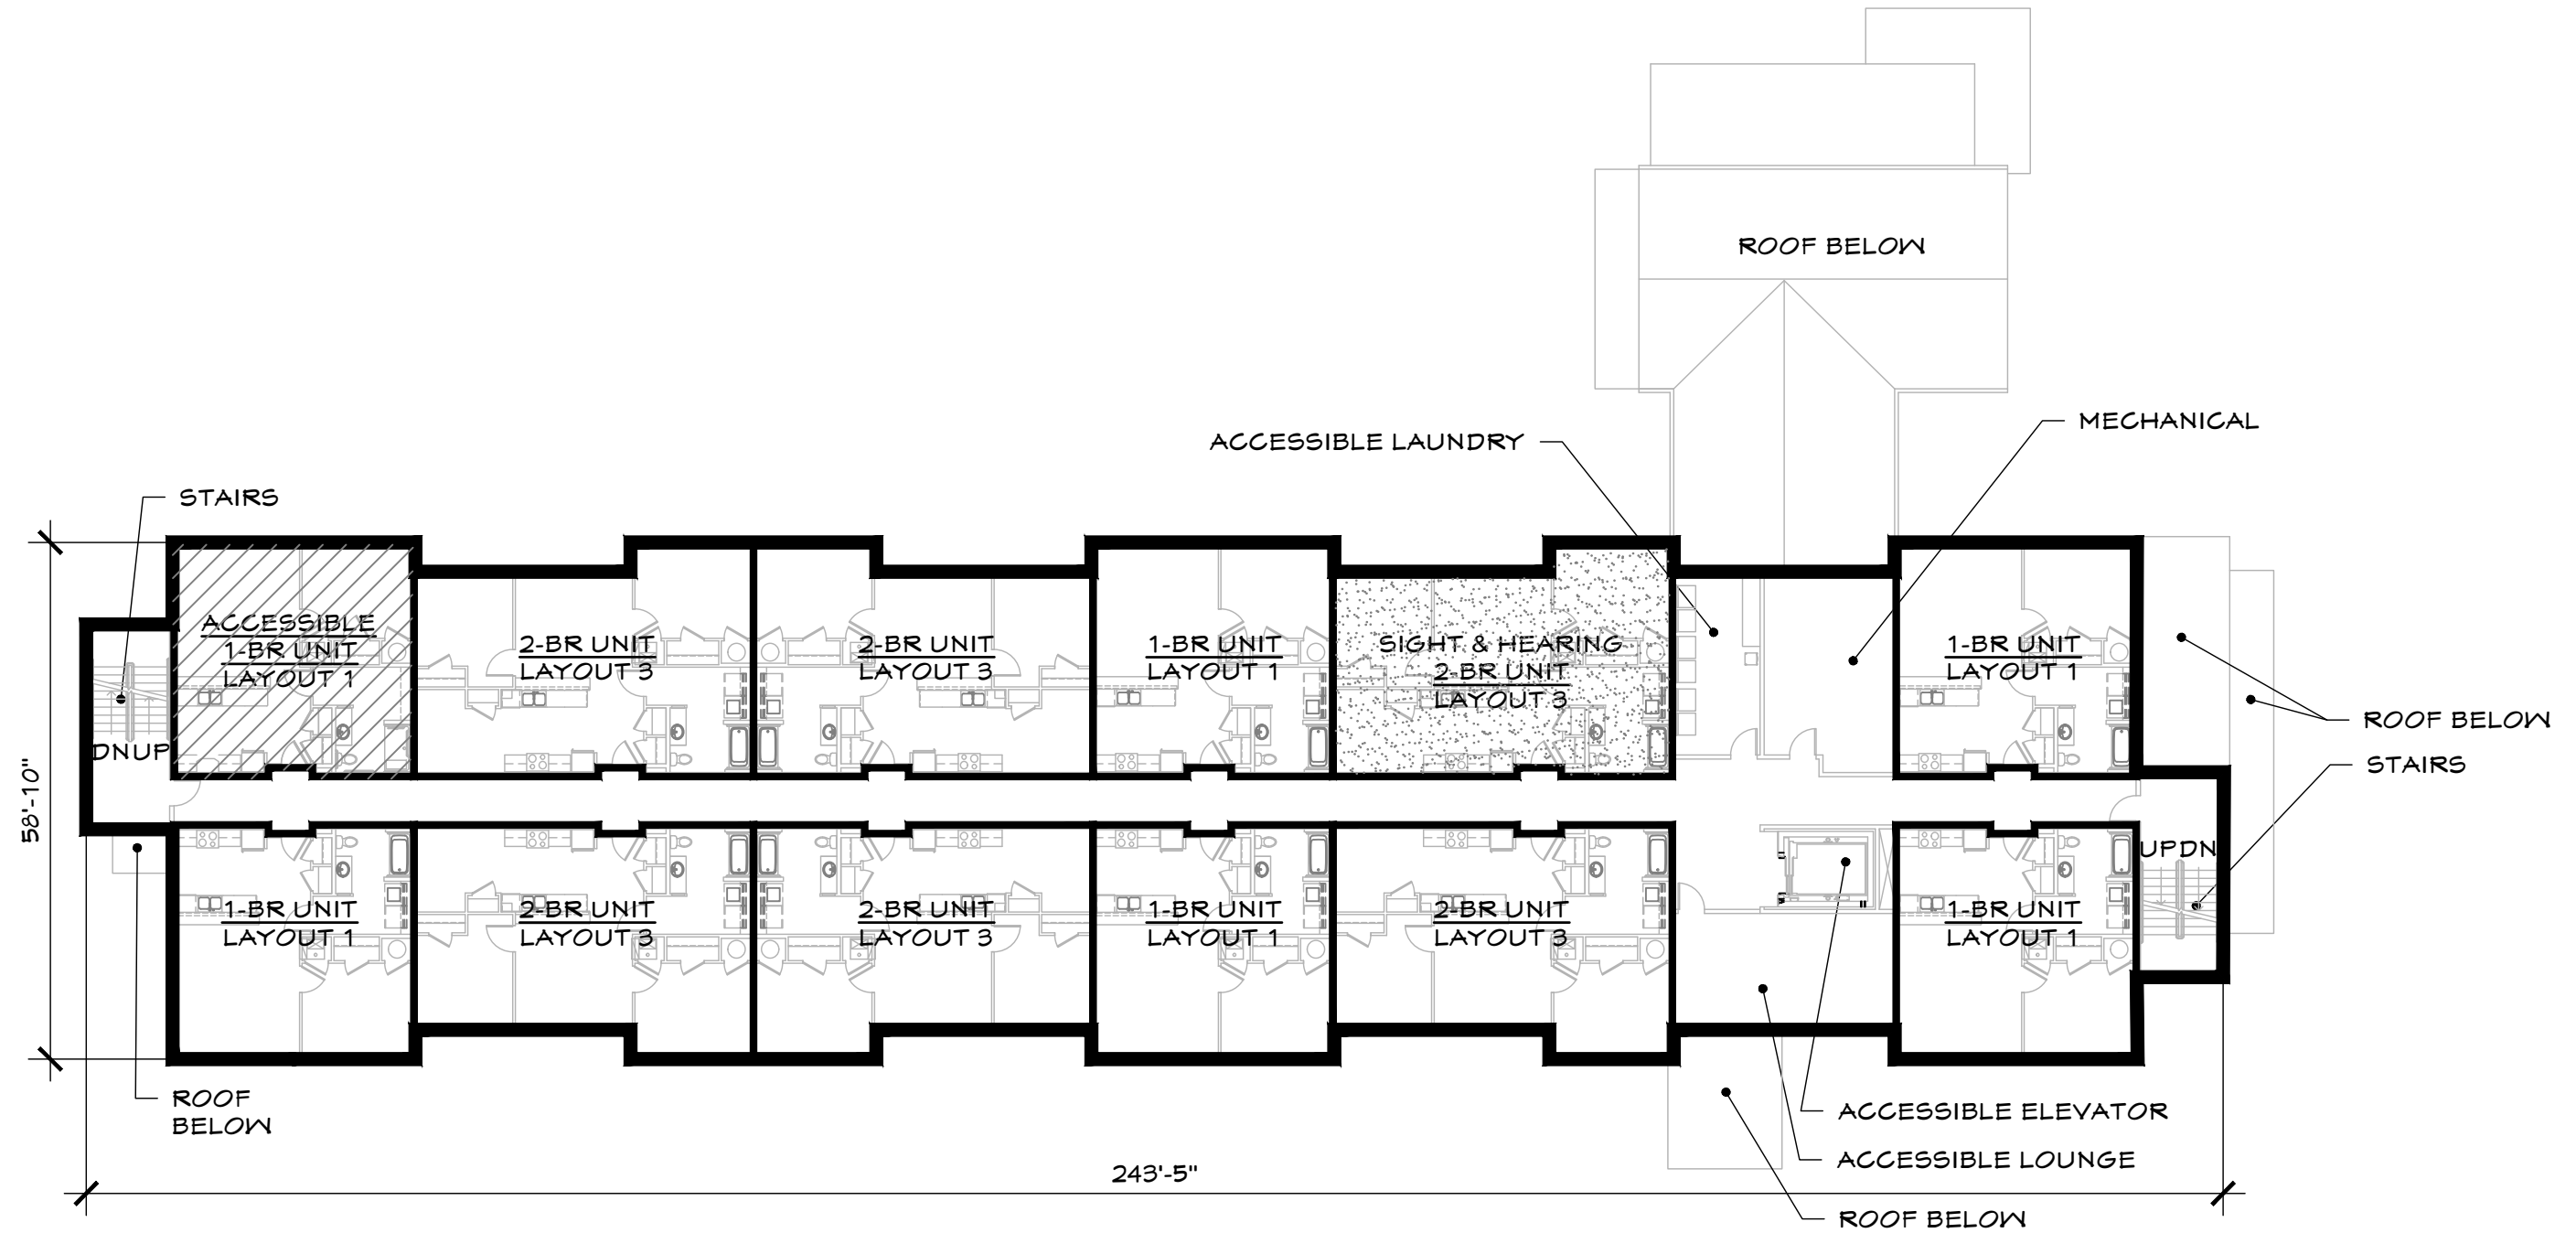 ROOF BELOW
MECHANICAL
ACCESSIBLE LAUNDRY
STAIRS
ACCESSIBLE
1-BR UNIT
LAYOUT 1
2-BR UNIT
LAYOUT 3
2-BR UNIT
LAYOUT 3
1-BR UNIT
LAYOUT 1
SIGHT & HEARING
2-BR UNIT
LAYOUT 3
1-BR UNIT
LAYOUT 1
ROOF BELOW
STAIRS
DN UP
58'-10"
UP DN
1-BR UNIT
LAYOUT 1
2-BR UNIT
LAYOUT 3
2-BR UNIT
LAYOUT 3
1-BR UNIT
LAYOUT 1
2-BR UNIT
LAYOUT 3
1-BR UNIT
LAYOUT 1
ROOF
BELOW
ACCESSIBLE ELEVATOR
ACCESSIBLE LOUNGE
243'-5"
ROOF BELOW